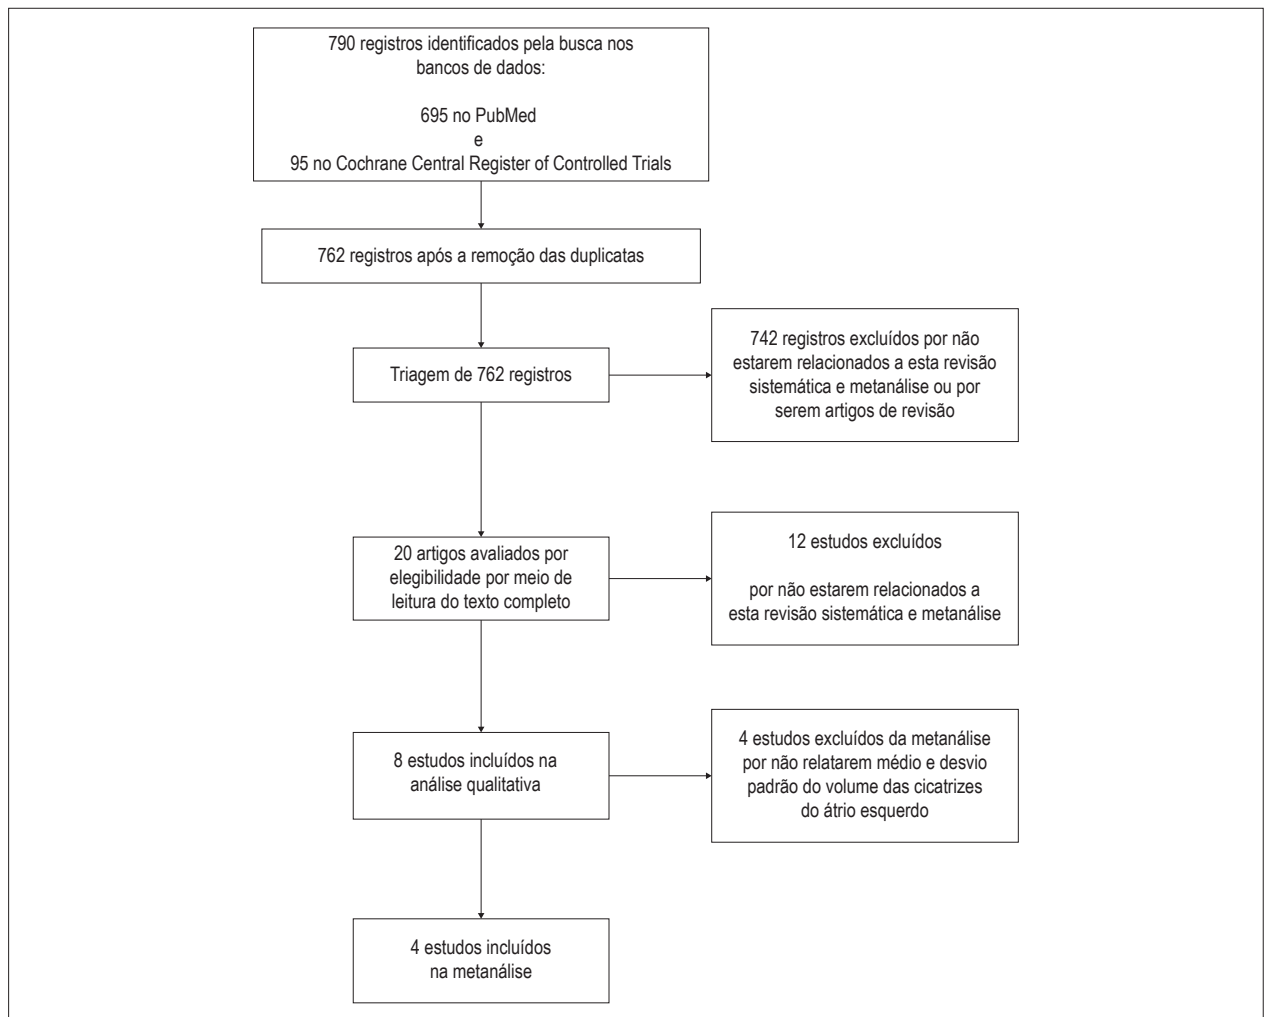 790 registros identificados pela busca nos
bancos de dados:
695 no PubMed
e
95 no Cochrane Central Register of Controlled Trials
762 registros após a remoção das duplicatas
Triagem de 762 registros
742 registros excluídos por não
estarem relacionados a esta revisão
sistemática e metanálise ou por
serem artigos de revisão
20 artigos avaliados por
elegibilidade por meio de
leitura do texto completo
12 estudos excluídos
por não estarem relacionados a
esta revisão sistemática e metanálise
8 estudos incluídos na
análise qualitativa
4 estudos excluídos da metanálise
por não relatarem médio e desvio
padrão do volume das cicatrizes
do átrio esquerdo
4 estudos incluídos
na metanálise